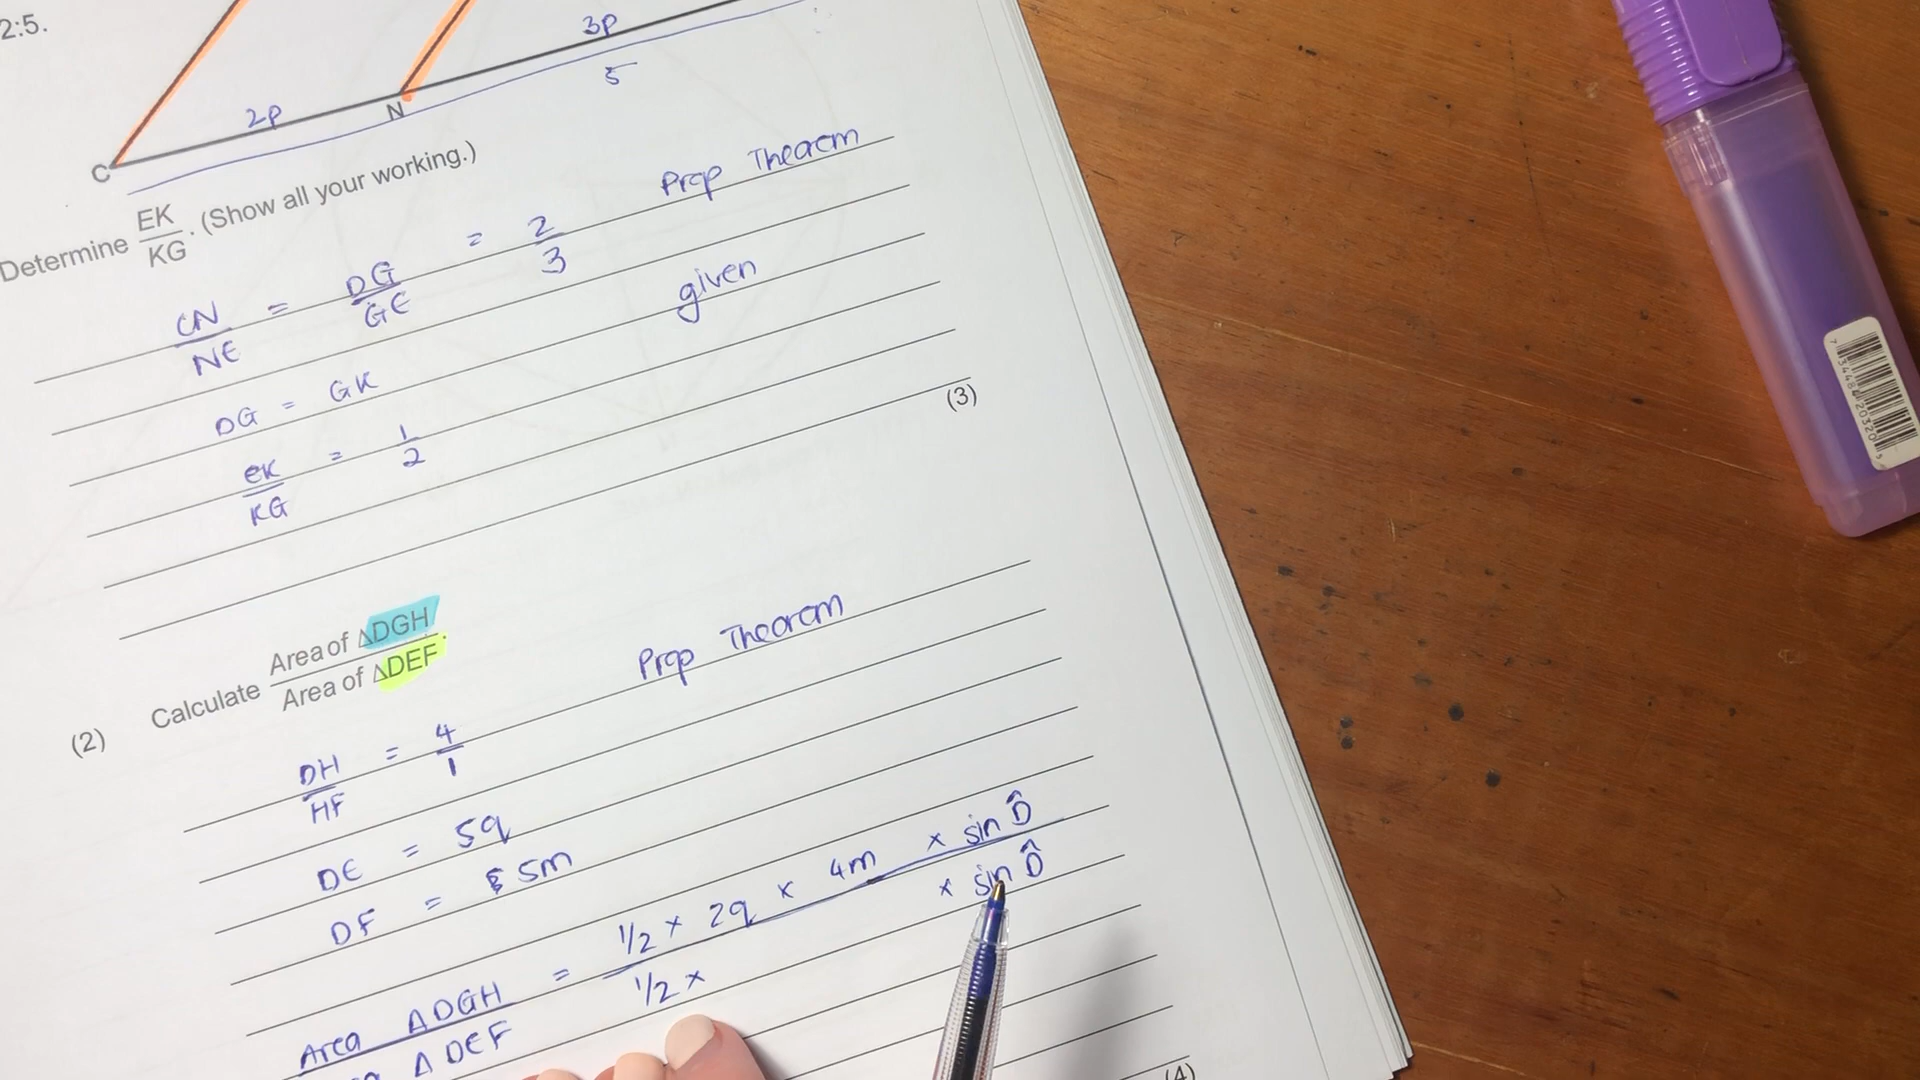 2:5.
3p
5
2p
N
C
Determine EK/KG. (Show all your working.)
CN/NE = DG/GE = 2/3 Prop Theorem
DG = GK given
EK/KG = 1/2
(3)
(2) Calculate Area of ΔDGH/Area of ΔDEF.
DH/HF = 4/1 Prop Theorem
DE = 5q
DF = 5m
Area ΔDGH/ΔDEF = 1/2 × 2q × 4m × sin D̂/1/2 × × sin D̂
(4)
7 344862 032